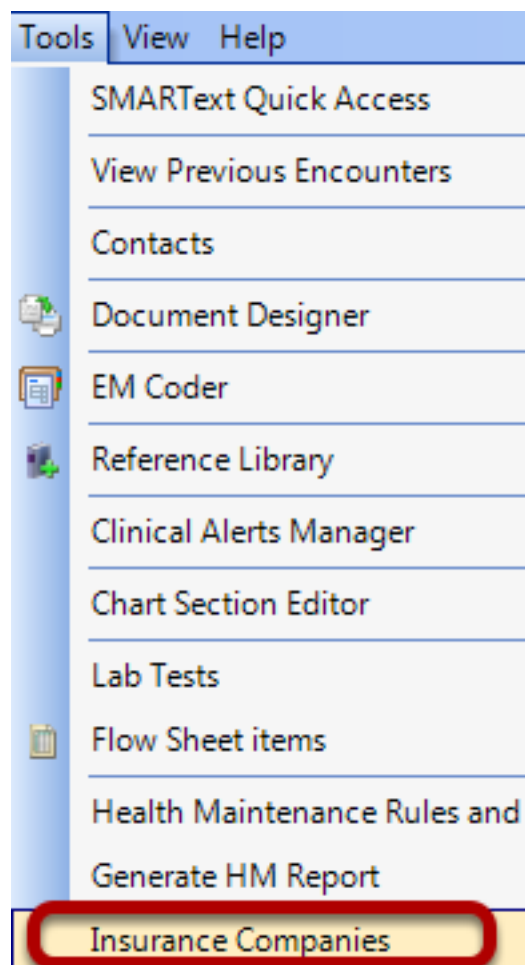 Tools View Help
SMARText Quick Access
View Previous Encounters
Contacts
Document Designer
EM Coder
Reference Library
Clinical Alerts Manager
Chart Section Editor
Lab Tests
Flow Sheet items
Health Maintenance Rules and
Generate HM Report
Insurance Companies